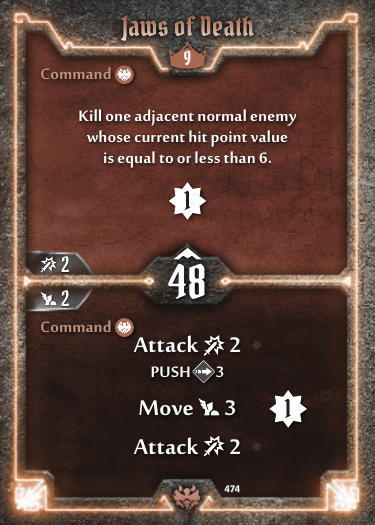 Jaws of Death
9
Command
Kill one adjacent normal enemy
whose current hit point value
is equal to or less than 6.
1
2
48
2
Command
Attack 2
PUSH 3
Move 3
1
Attack 2
474